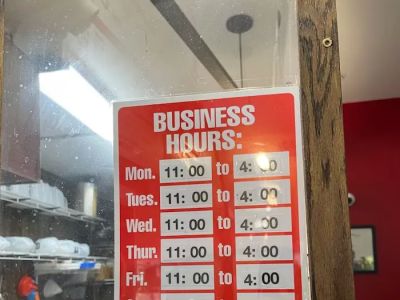 BUSINESS
HOURS:
Mon. 11:00 to 4:00
Tues. 11:00 to 4:00
Wed. 11:00 to 4:00
Thur. 11:00 to 4:00
Fri. 11:00 to 4:00